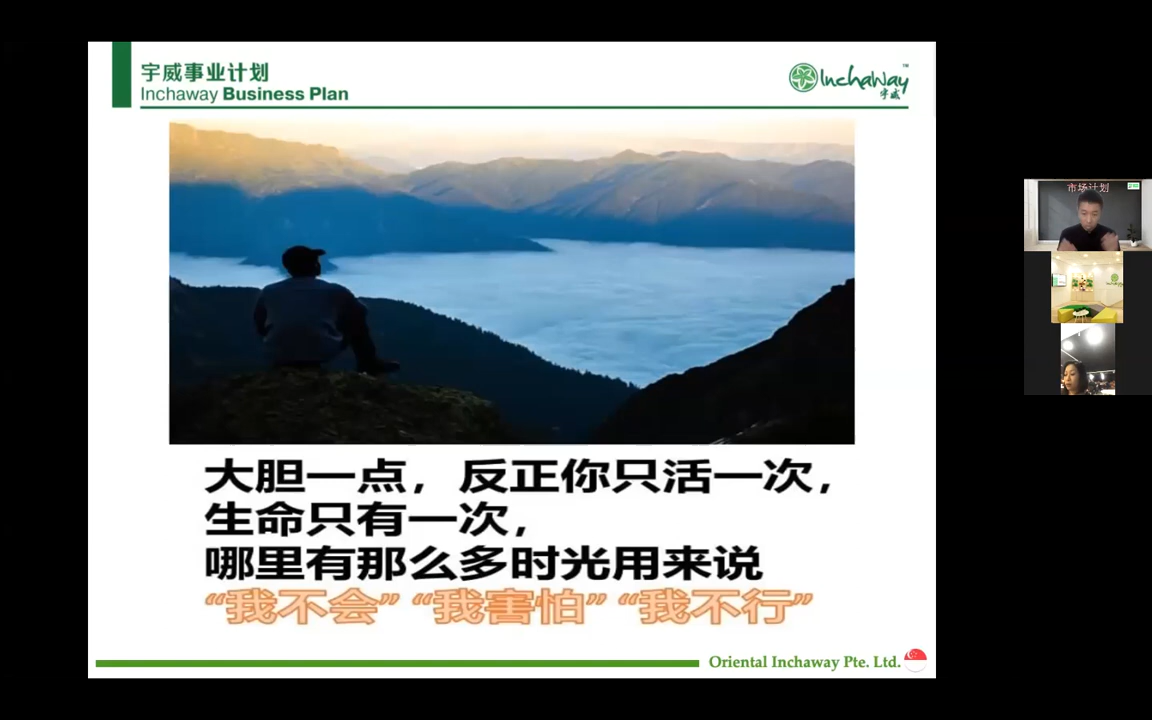 宇威事业计划
Inchaway Business Plan
Inchaway™
宇威
大胆一点，反正你只活一次，
生命只有一次，
哪里有那么多时光用来说
“我不会” “我害怕” “我不行”
Oriental Inchaway Pte. Ltd.
市场计划